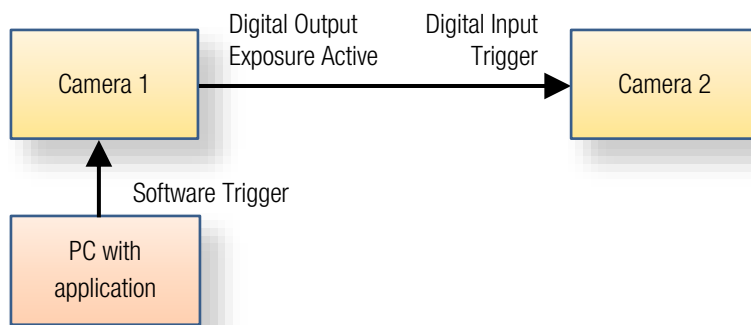 Digital Output
Exposure Active
Digital Input
Trigger
Camera 1
Camera 2
Software Trigger
PC with
application